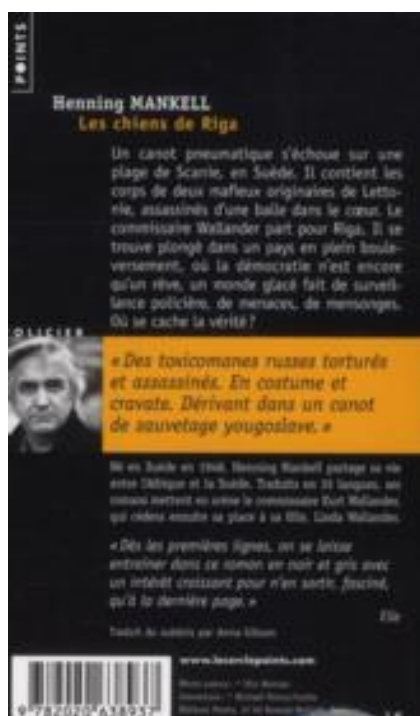 POINTS
Henning MANKELL
Les chiens de Riga
Un canot pneumatique s'échoue sur une
plage de Scanie, en Suède. Il contient les
corps de deux mafieux originaires de Letto-
nie, assassinés d'une balle dans le cœur. Le
commissaire Wallander part pour Riga. Il se
trouve plongé dans un pays en plein boule-
versement, où la démocratie n'est encore
qu'un rêve, un monde glacé fait de surveil-
lance policière, de menaces, de mensonges.
Où se cache la vérité ?
OLICIER
« Des toxicomanes russes torturés
et assassinés. En costume et
cravate. Dérivant dans un canot
de sauvetage yougoslave. »
Né en Suède en 1948, Henning Mankell partage sa vie
entre l'Afrique et la Suède. Traduits en 35 langues, ses
romans mettent en scène le commissaire Kurt Wallander,
qui cédera ensuite sa place à sa fille, Linda Wallander.
« Dès les premières lignes, on se laisse
entraîner dans ce roman en noir et gris avec
un intérêt croissant pour n'en sortir, fasciné,
qu'à la dernière page. »
Elle
Traduit du suédois par Anna Gibson
www.lecerclepoints.com
9 782020 638937